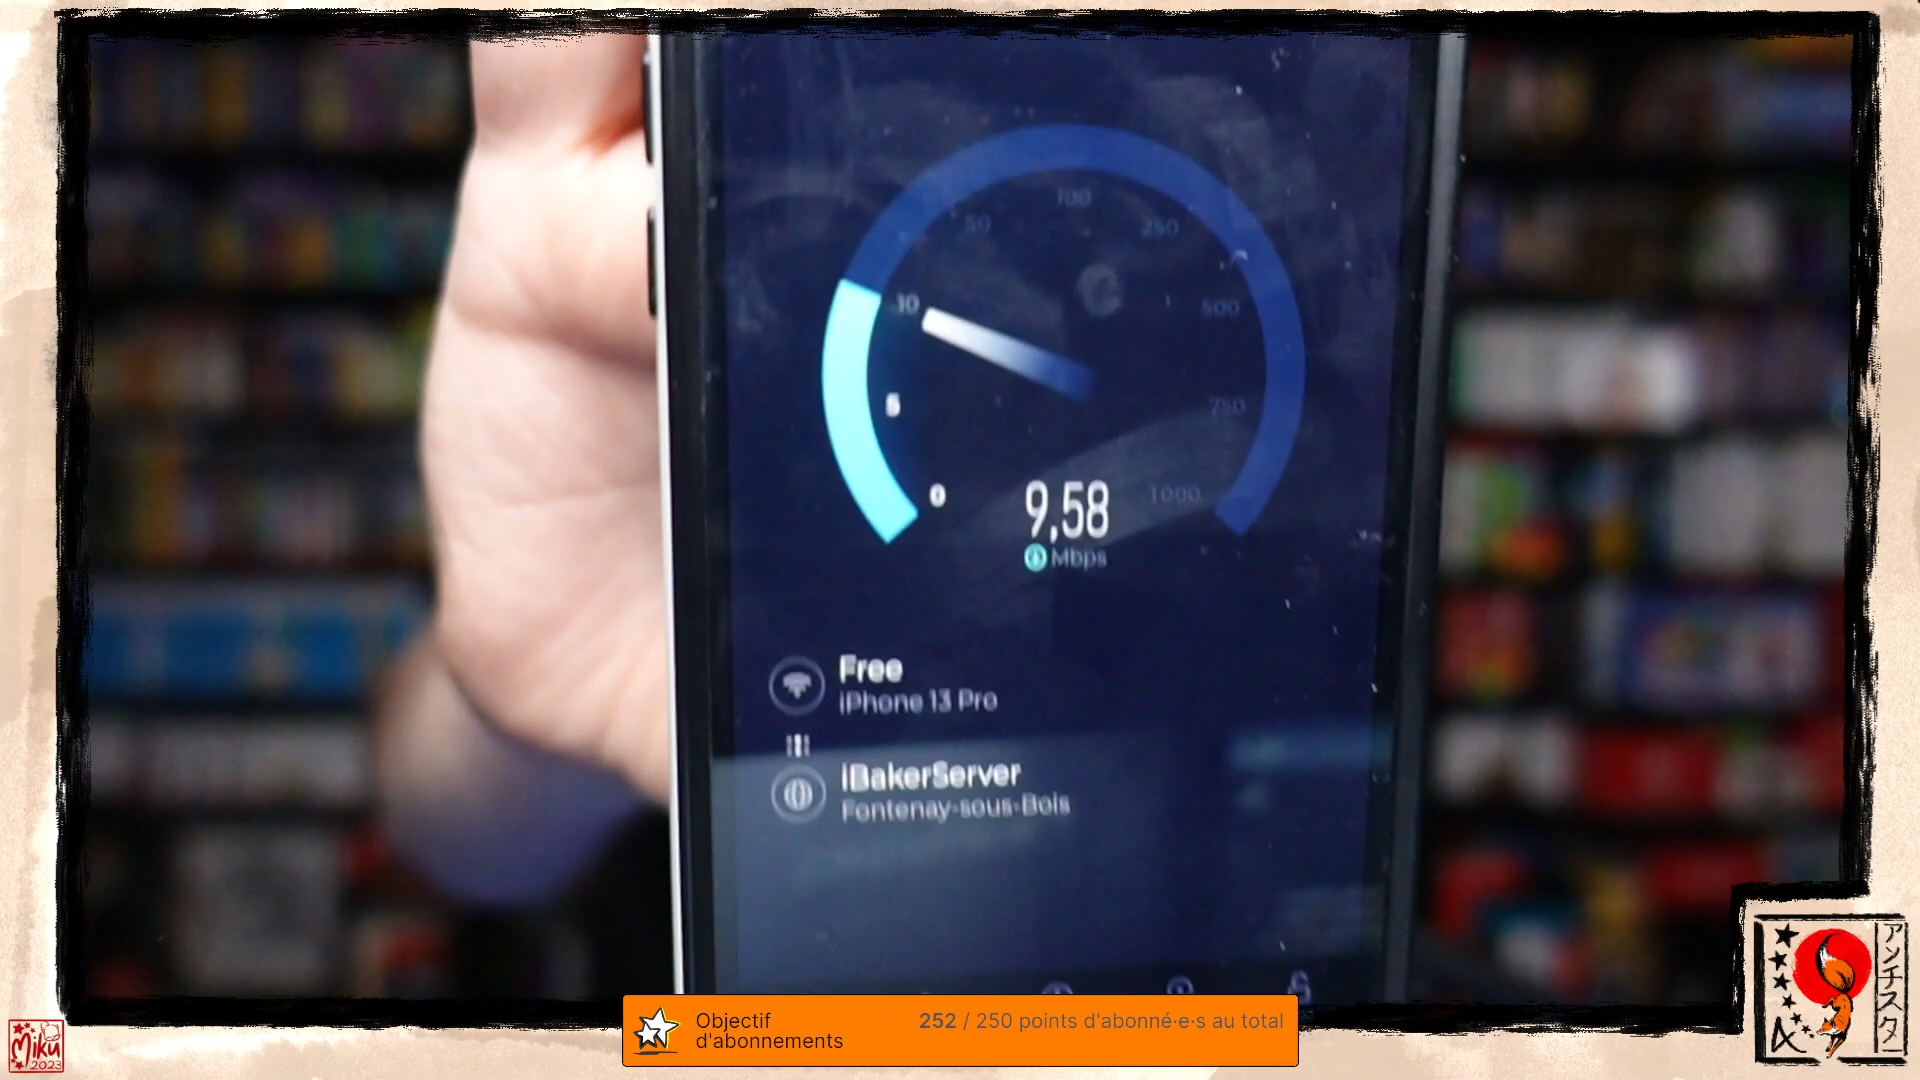 100
50
250
10
500
5
750
0
9,58
1000
Mbps
Free
iPhone 13 Pro
iBakerServer
Fontenay-sous-Bois
Objectif
d'abonnements
252 / 250 points d'abonné·e·s au total
Miku
2023
アンチスター